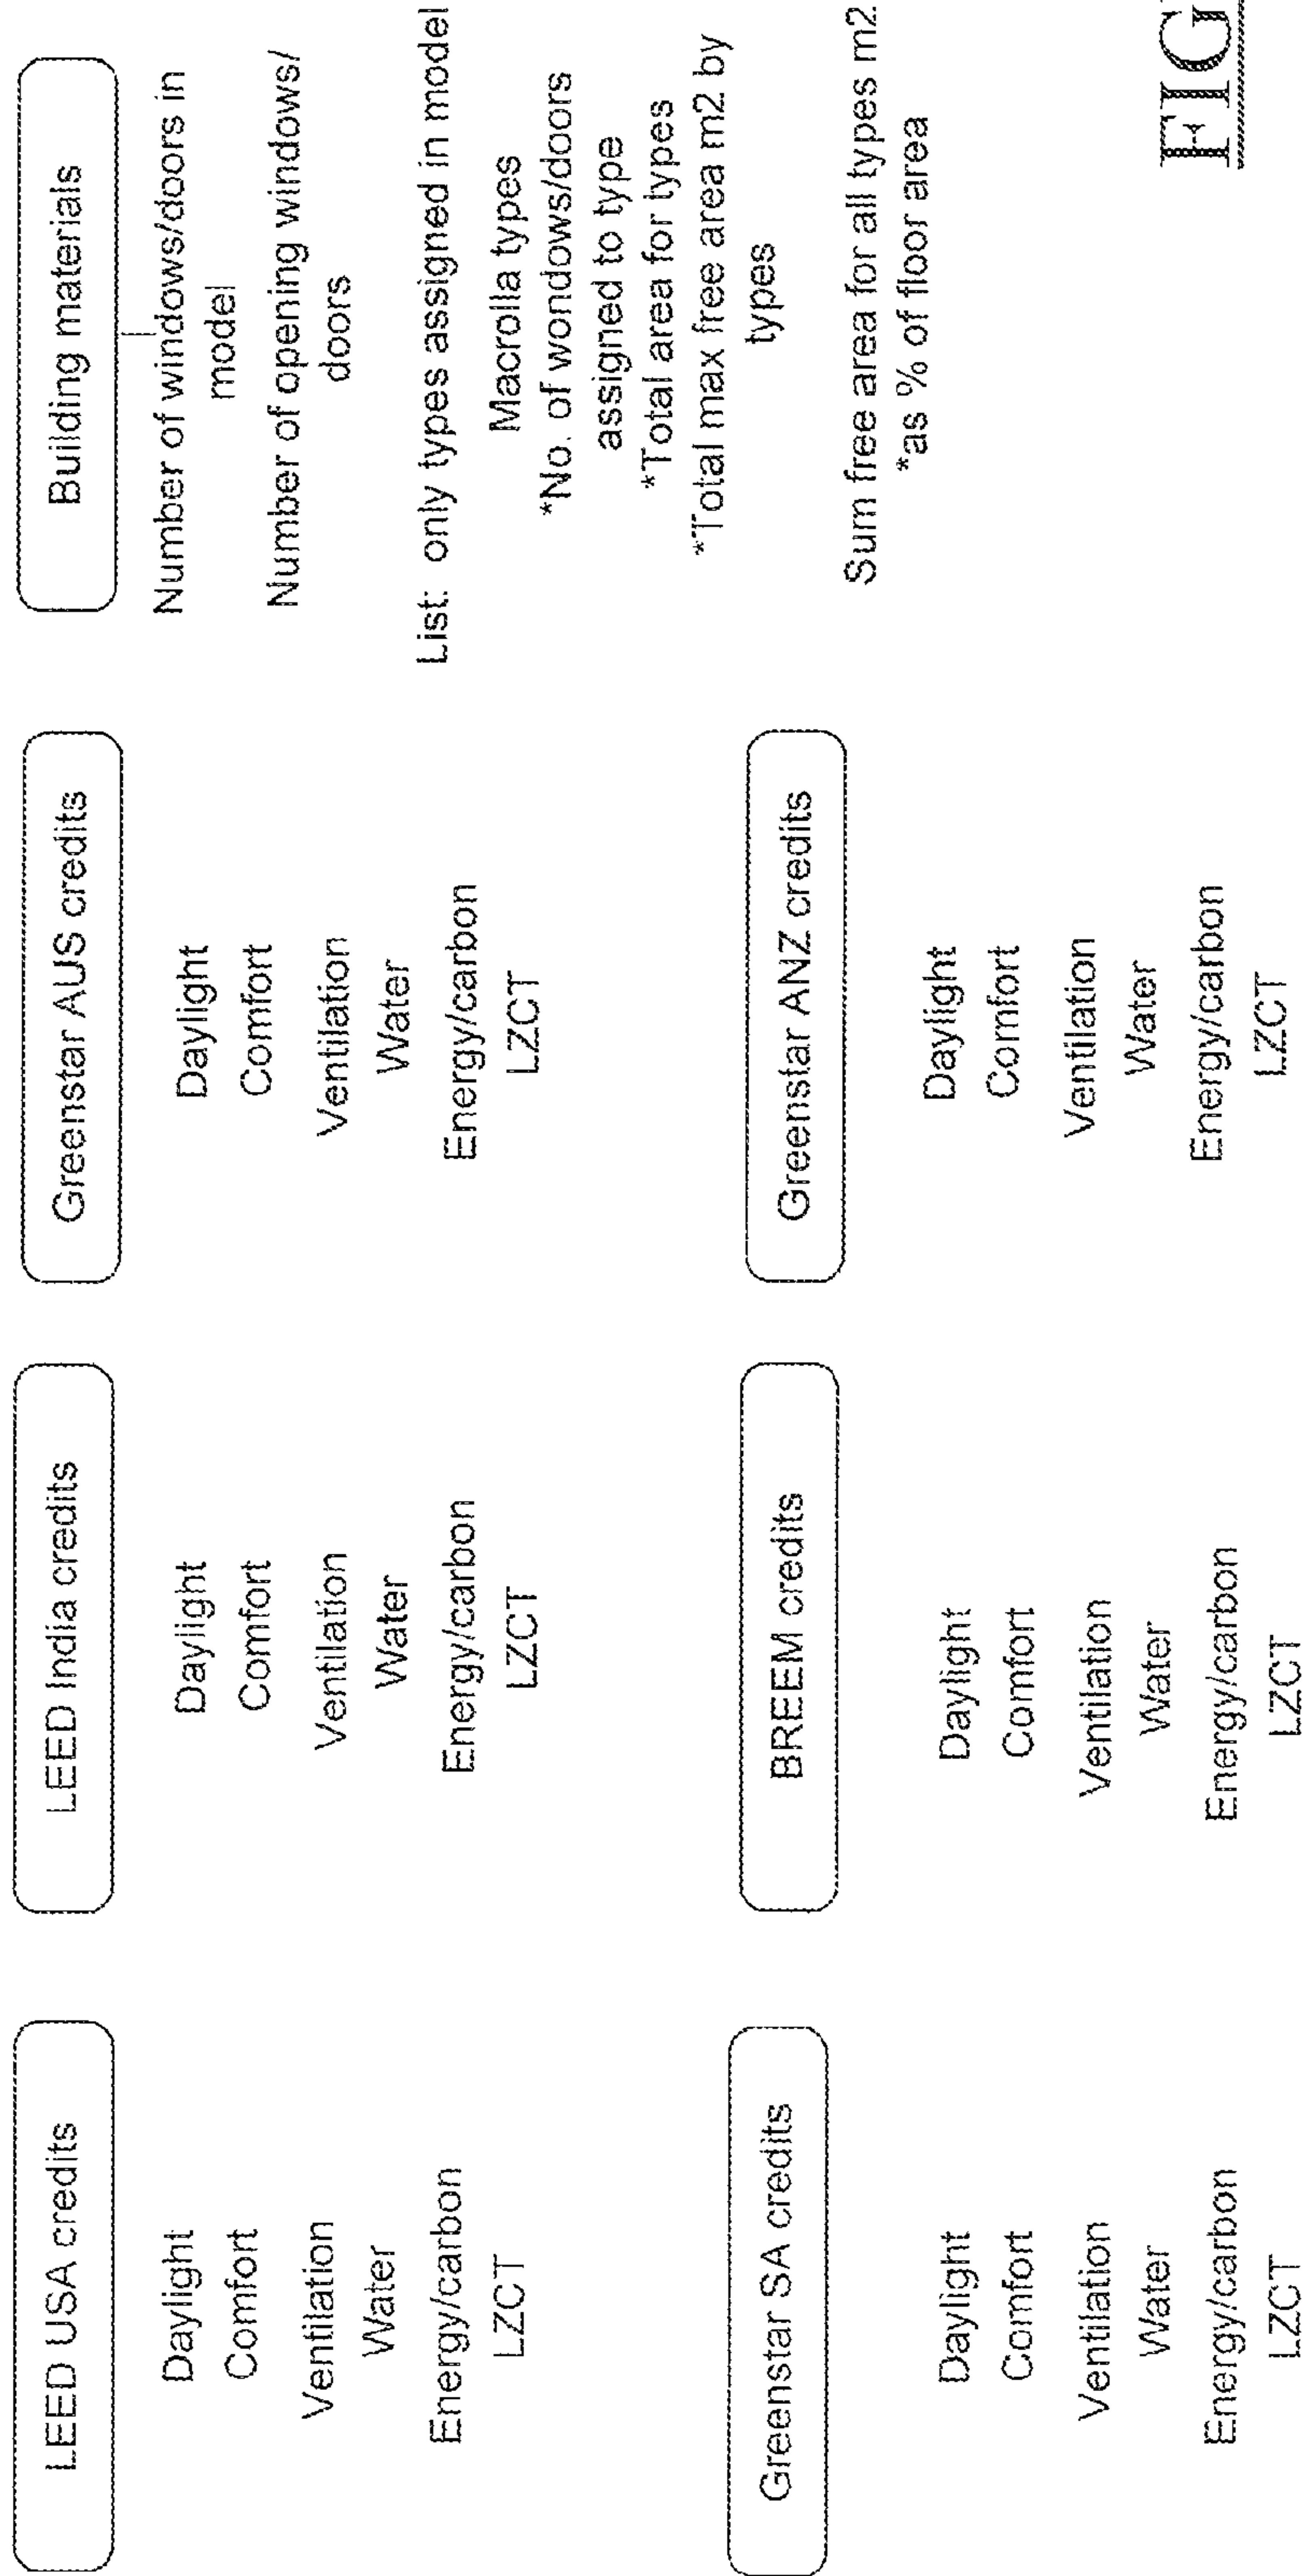 LEED USA credits
Daylight
Comfort
Ventilation
Water
Energy/carbon
LZCT
LEED India credits
Daylight
Comfort
Ventilation
Water
Energy/carbon
LZCT
Greenstar AUS credits
Daylight
Comfort
Ventilation
Water
Energy/carbon
LZCT
Building materials
Number of windows/doors in
model
Number of opening windows/
doors
List: only types assigned in model
Macrolla types
*No. of wondows/doors
assigned to type
*Total area for types
*Total max free area m2 by
types
Sum free area for all types m2
*as % of floor area
Greenstar SA credits
Daylight
Comfort
Ventilation
Water
Energy/carbon
LZCT
BREEM credits
Daylight
Comfort
Ventilation
Water
Energy/carbon
LZCT
Greenstar ANZ credits
Daylight
Comfort
Ventilation
Water
Energy/carbon
LZCT
FIG